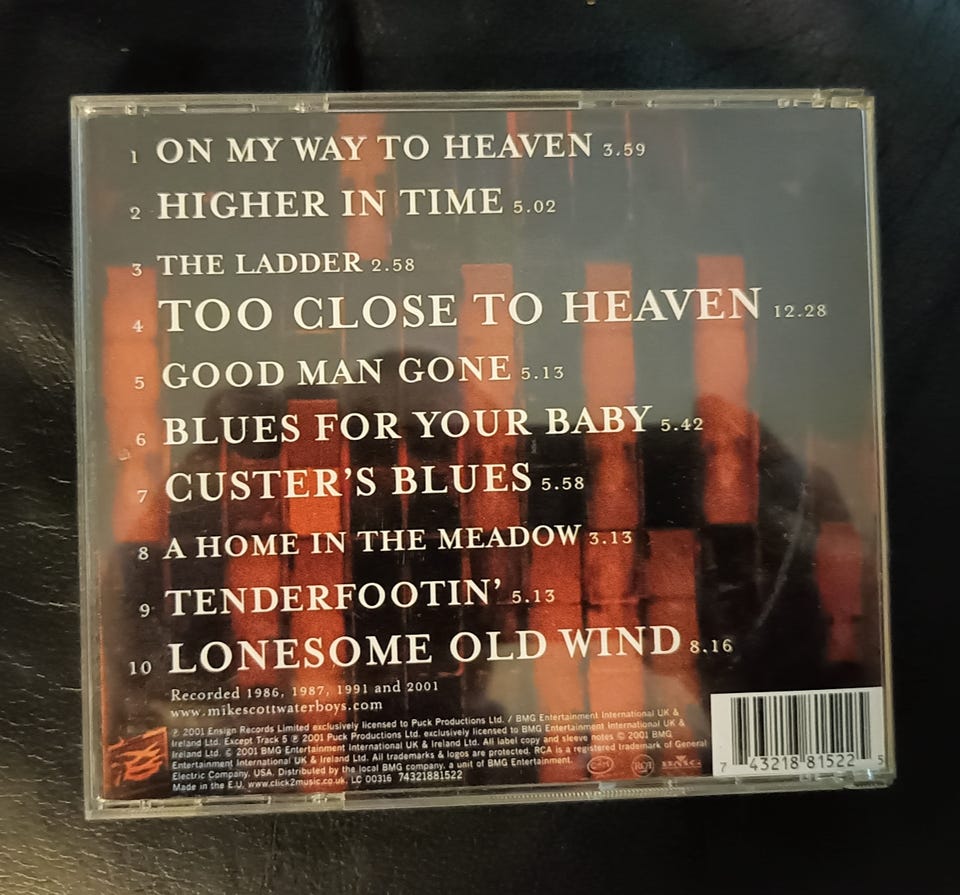 1 ON MY WAY TO HEAVEN 3.59
2 HIGHER IN TIME 5.02
3 THE LADDER 2.58
4 TOO CLOSE TO HEAVEN 12.28
5 GOOD MAN GONE 5.13
6 BLUES FOR YOUR BABY 5.42
7 CUSTER'S BLUES 5.58
8 A HOME IN THE MEADOW 3.13
9 TENDERFOOTIN' 5.13
10 LONESOME OLD WIND 8.16
Recorded 1986, 1987, 1991 and 2001
www.mikescottwaterboys.com
℗ 2001 Ensign Records Limited exclusively licensed to Puck Productions Ltd. / BMG Entertainment International UK &
Ireland Ltd. Except Track 5 ℗ 2001 Puck Productions Ltd. exclusively licensed to BMG Entertainment International UK &
Ireland Ltd. © 2001 BMG Entertainment International UK & Ireland Ltd. All label copy and sleeve notes © 2001 BMG
Entertainment International UK & Ireland Ltd. All trademarks & logos are protected. RCA is a registered trademark of General
Electric Company, USA. Distributed by the local BMG company, a unit of BMG Entertainment.
Made in the E.U. www.click2music.co.uk. LC 00316 74321881522
RCA BMG
7 43218 81522 5